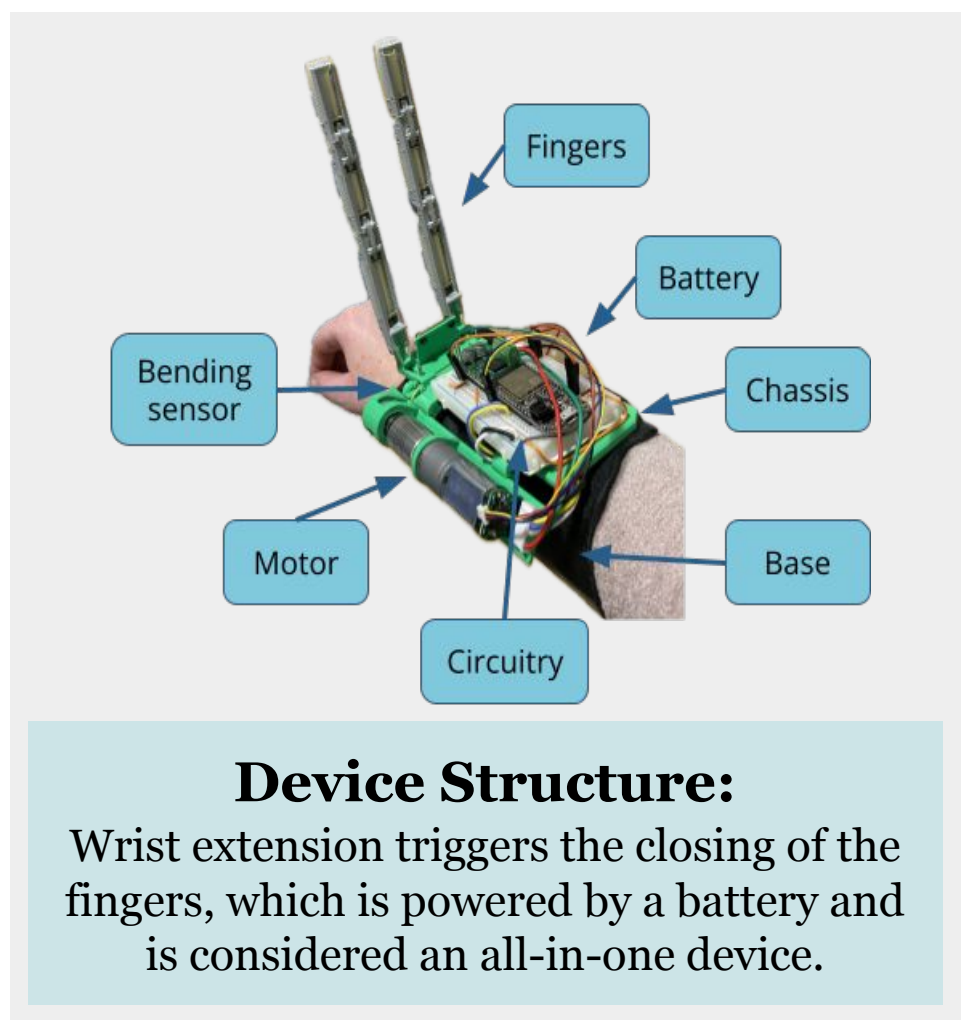 Fingers
Battery
Bending
sensor
Chassis
Motor
Base
Circuitry
Device Structure:
Wrist extension triggers the closing of the
fingers, which is powered by a battery and
is considered an all-in-one device.